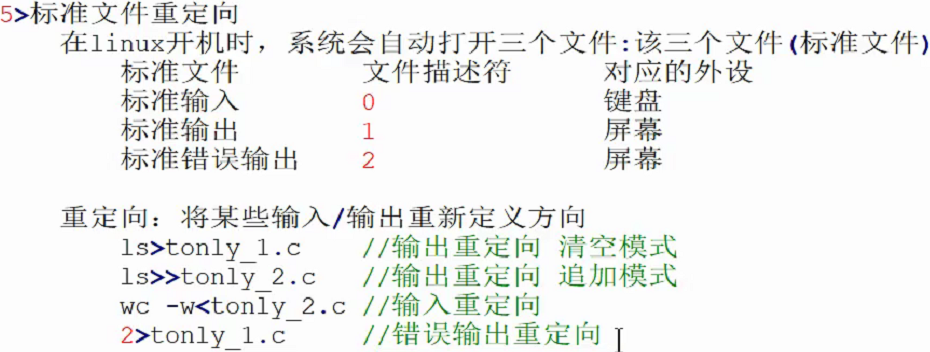 5>标准文件重定向
在linux开机时，系统会自动打开三个文件:该三个文件(标准文件)
标准文件 文件描述符 对应的外设
标准输入 0 键盘
标准输出 1 屏幕
标准错误输出 2 屏幕
重定向：将某些输入/输出重新定义方向
ls>tonly_1.c //输出重定向 清空模式
ls>>tonly_2.c //输出重定向 追加模式
wc -w<tonly_2.c //输入重定向
2>tonly_1.c //错误输出重定向